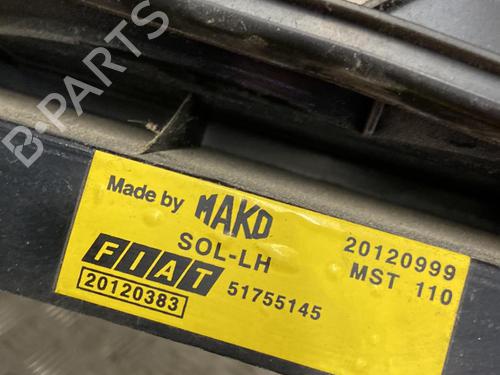 B-PARTS
Made by MAKO
SOL-LH
20120999
FIAT
MST 110
20120383
51755145